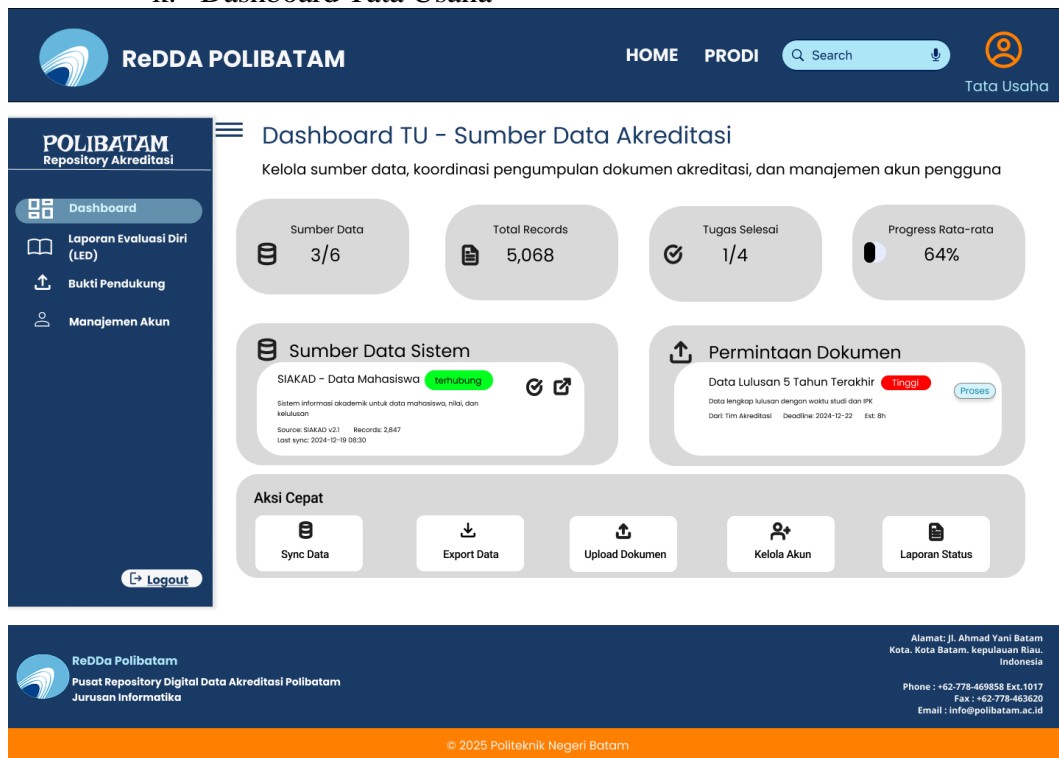 Dashboard Tata Usaha
ReDDA POLIBATAM
HOME PRODI Search
Tata Usaha
POLIBATAM
Repository Akreditasi
Dashboard
Laporan Evaluasi Diri
(LED)
Bukti Pendukung
Manajemen Akun
Logout
Dashboard TU - Sumber Data Akreditasi
Kelola sumber data, koordinasi pengumpulan dokumen akreditasi, dan manajemen akun pengguna
Sumber Data
3/6
Total Records
5,068
Tugas Selesai
1/4
Progress Rata-rata
64%
Sumber Data Sistem
SIAKAD - Data Mahasiswa terhubung
Sistem informasi akademik untuk data mahasiswa, nilai, dan
kelulusan
Source: SIAKAD v2.1 Records: 2,847
Last sync: 2024-12-19 08:30
Permintaan Dokumen
Data Lulusan 5 Tahun Terakhir Tinggi
Proses
Data lengkap lulusan dengan waktu studi dan IPK
Dari: Tim Akreditasi Deadline: 2024-12-22 Est: 8h
Aksi Cepat
Sync Data
Export Data
Upload Dokumen
Kelola Akun
Laporan Status
ReDDa Polibatam
Pusat Repository Digital Data Akreditasi Polibatam
Jurusan Informatika
Alamat: Jl. Ahmad Yani Batam
Kota. Kota Batam. kepulauan Riau.
Indonesia
Phone : +62-778-469858 Ext.1017
Fax : +62-778-463620
Email : info@polibatam.ac.id
© 2025 Politeknik Negeri Batam